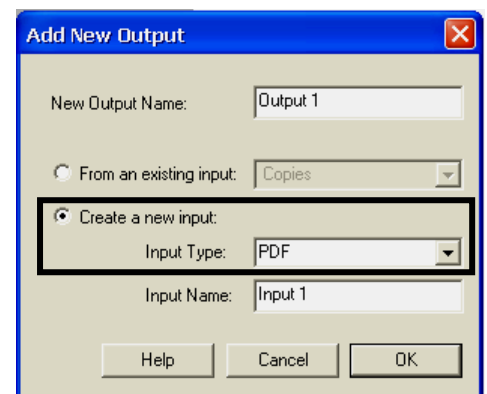 Add New Output
New Output Name: Output 1
From an existing input: Copies
Create a new input:
Input Type: PDF
Input Name: Input 1
Help Cancel OK